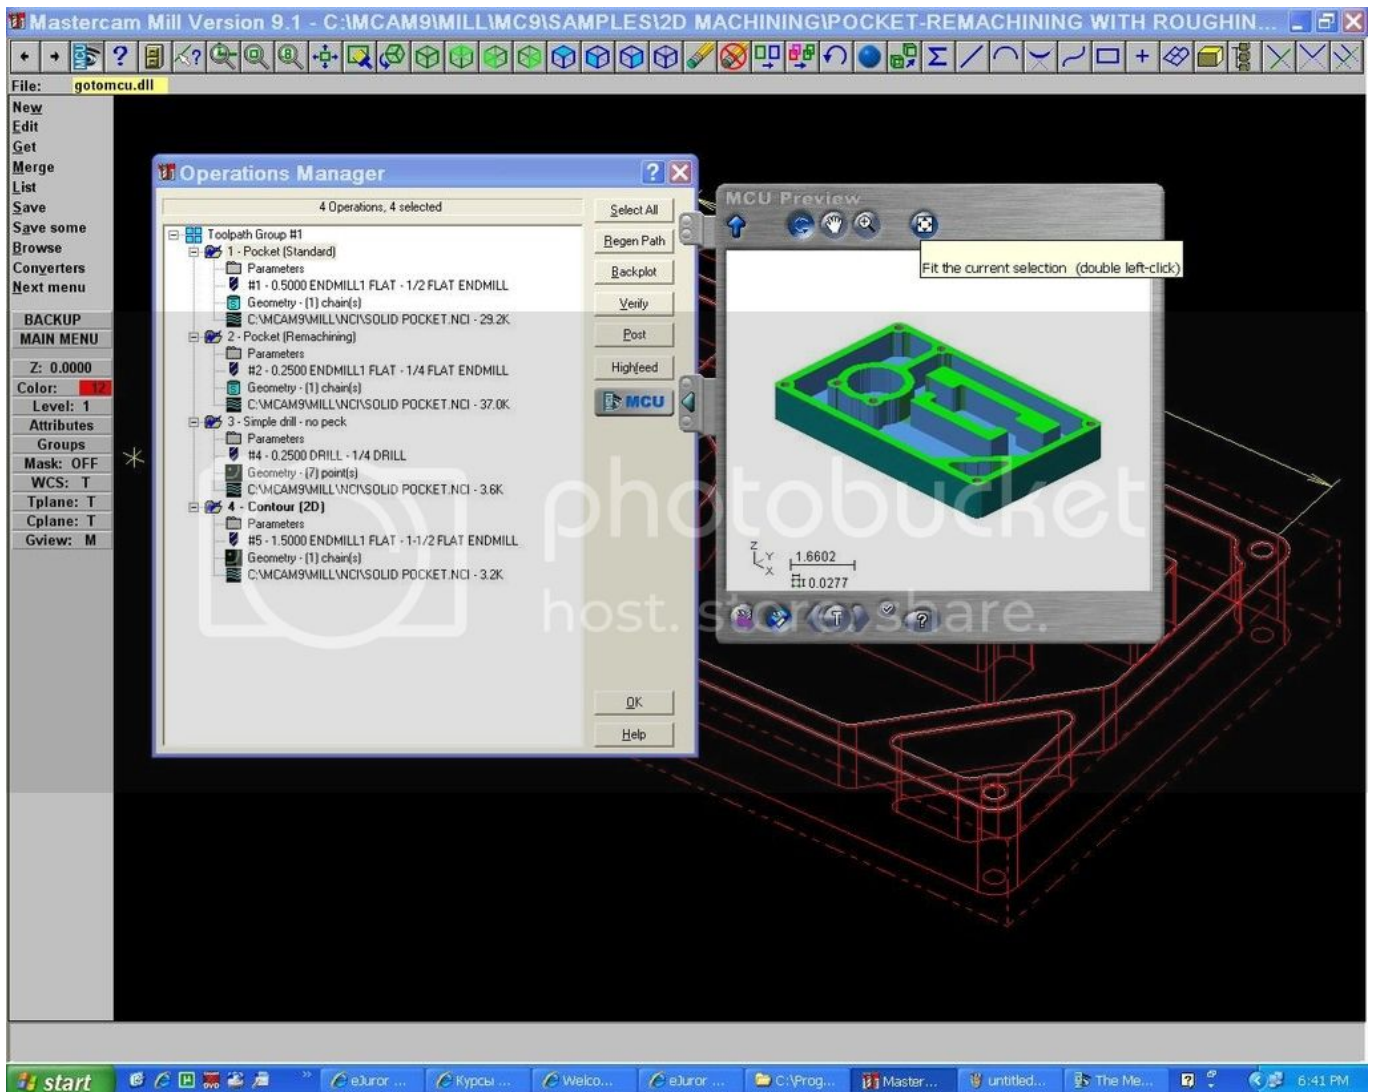 Mastercam Mill Version 9.1 - C:\MCAM9\MILL\MC9\SAMPLES\2D MACHINING\POCKET-REMACHINING WITH ROUGHIN...
File: gotomcu.dll
New
Edit
Get
Merge
List
Save
Save some
Browse
Converters
Next menu
BACKUP
MAIN MENU
Z: 0.0000
Color: 12
Level: 1
Attributes
Groups
Mask: OFF
WCS: T
Tplane: T
Cplane: T
Gview: M
Operations Manager
4 Operations, 4 selected
Toolpath Group #1
1 - Pocket (Standard)
Parameters
#1 - 0.5000 ENDMILL1 FLAT - 1/2 FLAT ENDMILL
Geometry - (1) chain(s)
C:\MCAM9\MILL\NCI\SOLID POCKET.NCI - 29.2K
2 - Pocket (Remachining)
Parameters
#2 - 0.2500 ENDMILL1 FLAT - 1/4 FLAT ENDMILL
Geometry - (1) chain(s)
C:\MCAM9\MILL\NCI\SOLID POCKET.NCI - 37.0K
3 - Simple drill - no peck
Parameters
#4 - 0.2500 DRILL - 1/4 DRILL
Geometry - (7) point(s)
C:\MCAM9\MILL\NCI\SOLID POCKET.NCI - 3.6K
4 - Contour (2D)
Parameters
#5 - 1.5000 ENDMILL1 FLAT - 1-1/2 FLAT ENDMILL
Geometry - (1) chain(s)
C:\MCAM9\MILL\NCI\SOLID POCKET.NCI - 3.2K
Select All
Regen Path
Backplot
Verify
Post
Highfeed
MCU
OK
Help
MCU Preview
Fit the current selection (double left-click)
Z
Y
X
1.6602
0.0277
photobucket
host. store. share.
start
eJuror ...
Курсы ...
Welco...
eJuror ...
C:\Prog...
Master...
untitled...
The Me...
6:41 PM